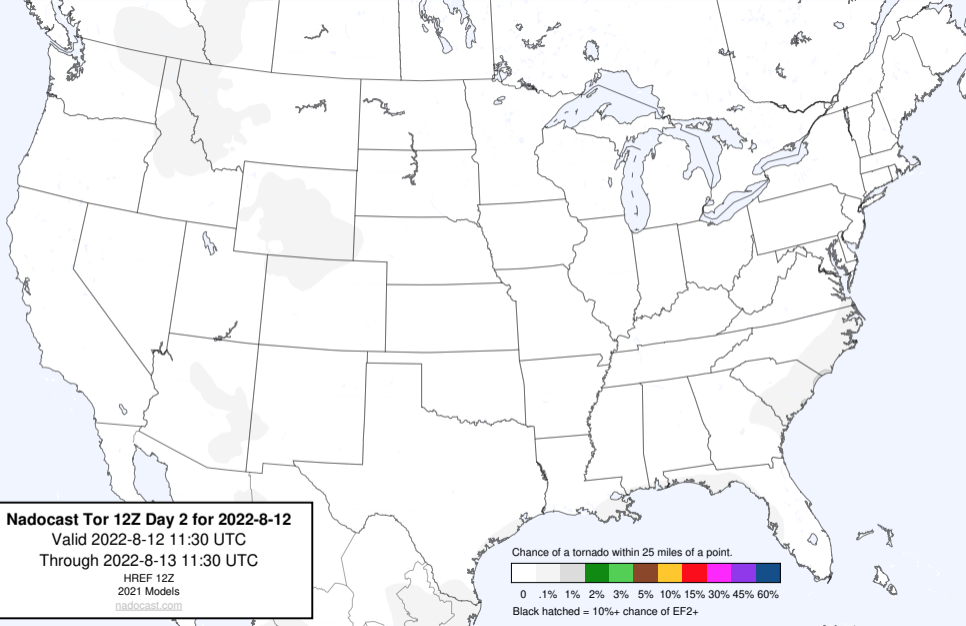 Nadocast Tor 12Z Day 2 for 2022-8-12
Valid 2022-8-12 11:30 UTC
Through 2022-8-13 11:30 UTC
HREF 12Z
2021 Models
nadocast.com
Chance of a tornado within 25 miles of a point.
0 .1% 1% 2% 3% 5% 10% 15% 30% 45% 60%
Black hatched = 10%+ chance of EF2+